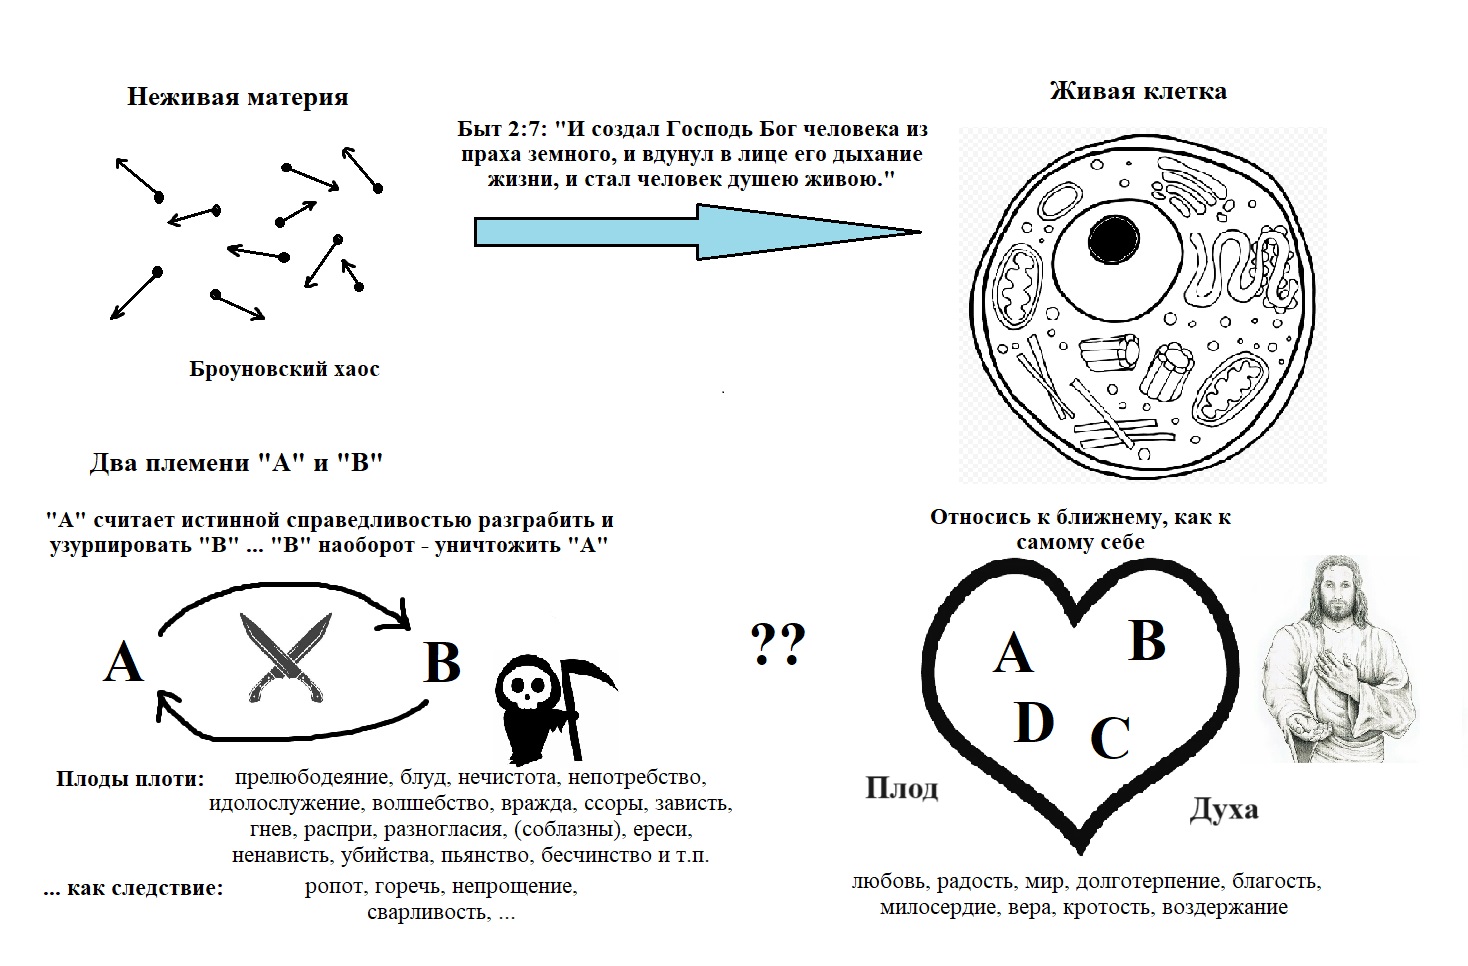 Неживая материя
Живая клетка
Быт 2:7: "И создал Господь Бог человека из
праха земного, и вдунул в лице его дыхание
жизни, и стал человек душею живою."
Броуновский хаос
Два племени "А" и "В"
"А" считает истинной справедливостью разграбить и
узурпировать "В" ... "В" наоборот - уничтожить "А"
А
В
??
Относись к ближнему, как к
самому себе
A
B
D
C
Плод
Духа
Плоды плоти:
прелюбодеяние, блуд, нечистота, непотребство,
идолослужение, волшебство, вражда, ссоры, зависть,
гнев, распри, разногласия, (соблазны), ереси,
ненависть, убийства, пьянство, бесчинство и т.п.
... как следствие:
ропот, горечь, непрощение,
сварливость, ...
любовь, радость, мир, долготерпение, благость,
милосердие, вера, кротость, воздержание